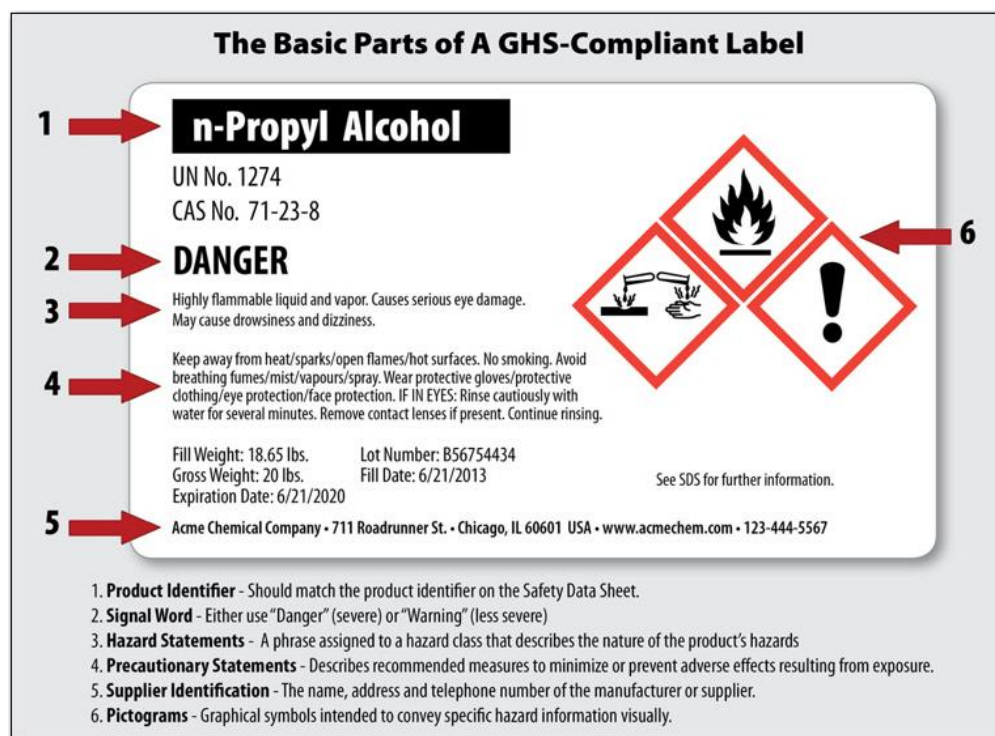 The Basic Parts of A GHS-Compliant Label
1
n-Propyl Alcohol
UN No. 1274
CAS No. 71-23-8
2
DANGER
3
Highly flammable liquid and vapor. Causes serious eye damage.
May cause drowsiness and dizziness.
4
Keep away from heat/sparks/open flames/hot surfaces. No smoking. Avoid
breathing fumes/mist/vapours/spray. Wear protective gloves/protective
clothing/eye protection/face protection. IF IN EYES: Rinse cautiously with
water for several minutes. Remove contact lenses if present. Continue rinsing.
6
Fill Weight: 18.65 lbs. Lot Number: B56754434
Gross Weight: 20 lbs. Fill Date: 6/21/2013
Expiration Date: 6/21/2020
See SDS for further information.
5
Acme Chemical Company • 711 Roadrunner St. • Chicago, IL 60601 USA • www.acmechem.com • 123-444-5567
1. Product Identifier - Should match the product identifier on the Safety Data Sheet.
2. Signal Word - Either use "Danger" (severe) or "Warning" (less severe)
3. Hazard Statements - A phrase assigned to a hazard class that describes the nature of the product's hazards
4. Precautionary Statements - Describes recommended measures to minimize or prevent adverse effects resulting from exposure.
5. Supplier Identification - The name, address and telephone number of the manufacturer or supplier.
6. Pictograms - Graphical symbols intended to convey specific hazard information visually.